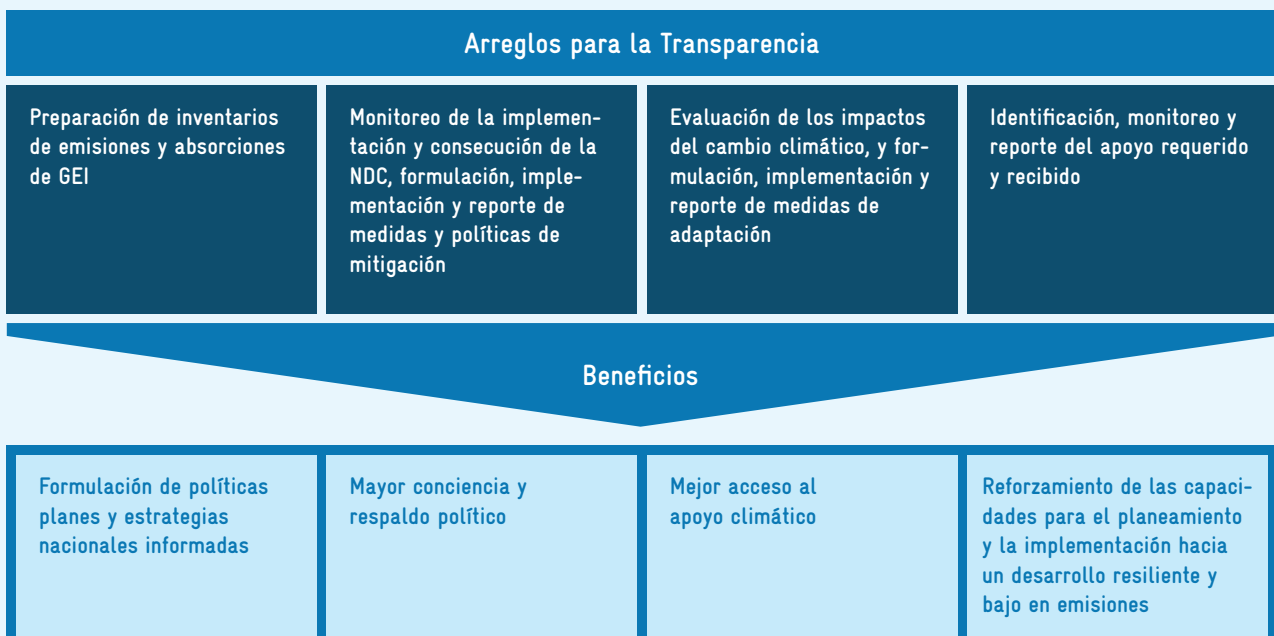 Arreglos para la Transparencia
Preparación de inventarios
de emisiones y absorciones
de GEI
Monitoreo de la implemen-
tación y consecución de la
NDC, formulación, imple-
mentación y reporte de
medidas y políticas de
mitigación
Evaluación de los impactos
del cambio climático, y for-
mulación, implementación y
reporte de medidas de
adaptación
Identificación, monitoreo y
reporte del apoyo requerido
y recibido
Beneficios
Formulación de políticas
planes y estrategias
nacionales informadas
Mayor conciencia y
respaldo político
Mejor acceso al
apoyo climático
Reforzamiento de las capaci-
dades para el planeamiento
y la implementación hacia
un desarrollo resiliente y
bajo en emisiones